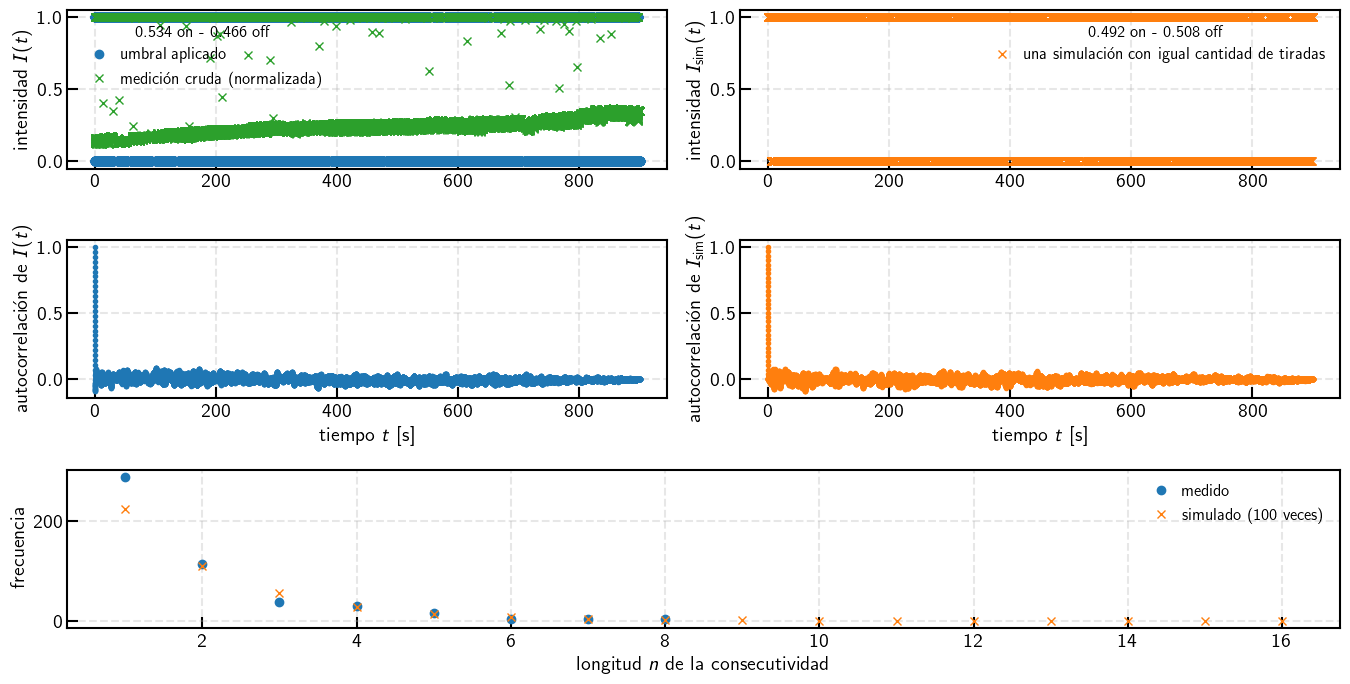 intensidad I(t)
1.0
0.5
0.0
0.534 on - 0.466 off
umbral aplicado
medición cruda (normalizada)
0 200 400 600 800
intensidad Isim(t)
1.0
0.5
0.0
0.492 on - 0.508 off
una simulación con igual cantidad de tiradas
0 200 400 600 800
autocorrelación de I(t)
1.0
0.5
0.0
0 200 400 600 800
tiempo t [s]
autocorrelación de Isim(t)
1.0
0.5
0.0
0 200 400 600 800
tiempo t [s]
frecuencia
200
0
medido
simulado (100 veces)
2 4 6 8 10 12 14 16
longitud n de la consecutividad